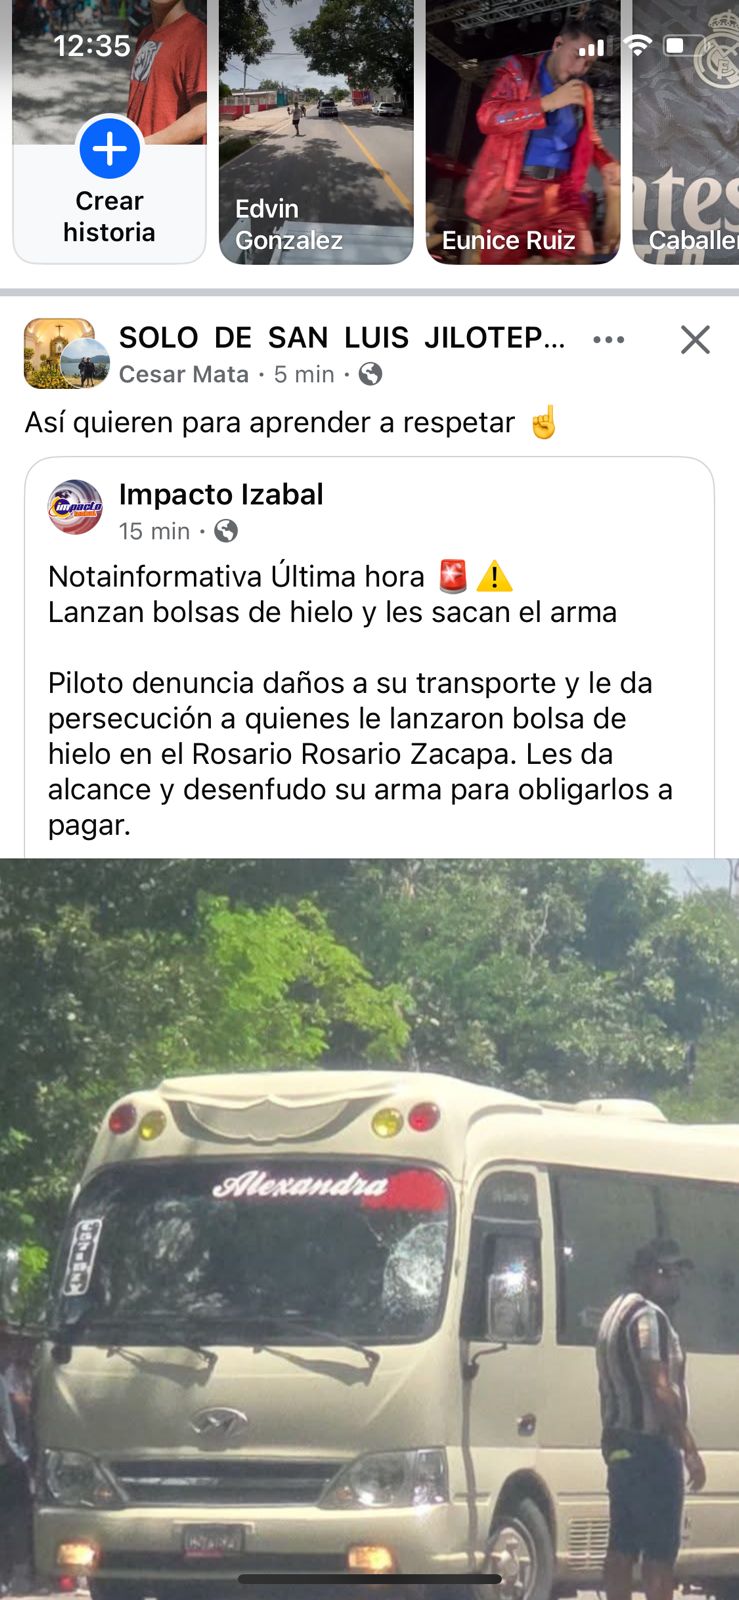 12:35
Crear
historia
Edvin
Gonzalez
Eunice Ruiz
Caballe
SOLO DE SAN LUIS JILOTEP...
Cesar Mata · 5 min ·
Así quieren para aprender a respetar ☝️
Impacto Izabal
15 min ·
Notainformativa Última hora 🚨⚠️
Lanzan bolsas de hielo y les sacan el arma
Piloto denuncia daños a su transporte y le da
persecución a quienes le lanzaron bolsa de
hielo en el Rosario Rosario Zacapa. Les da
alcance y desenfudo su arma para obligarlos a
pagar.
Alexandra